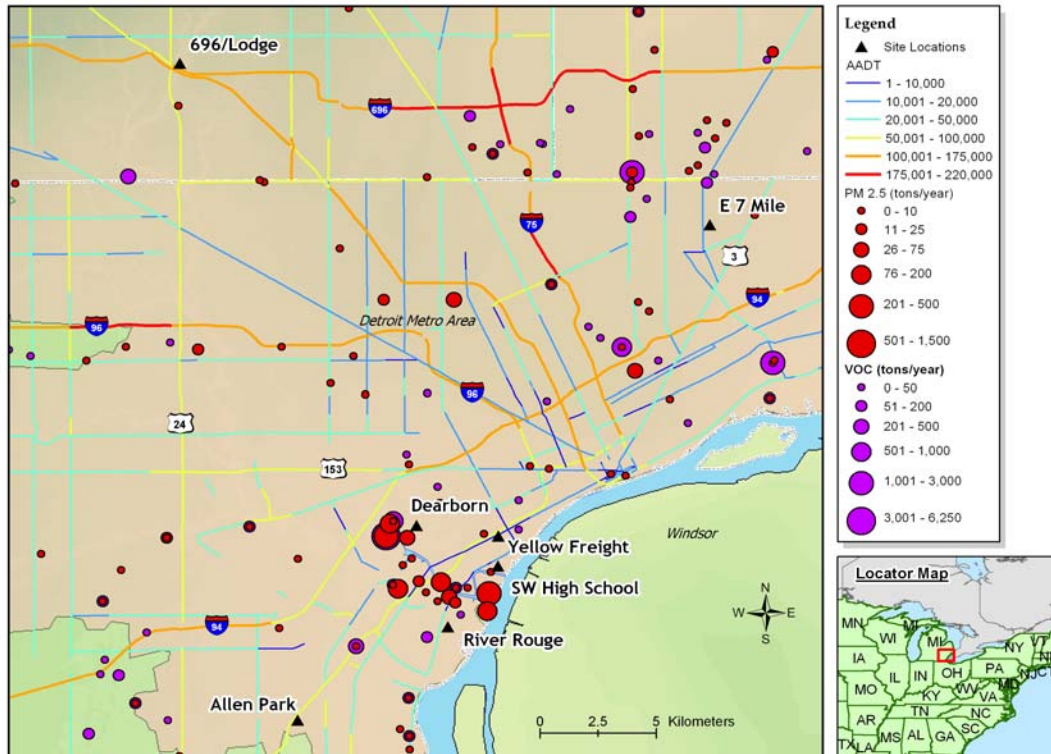 696/Lodge
696
E 7 Mile
75
3
94
Detroit Metro Area
96
96
24
153
Dearborn
Yellow Freight
Windsor
SW High School
94
River Rouge
Allen Park
N
W E
S
0 2.5 5 Kilometers
Legend
Site Locations
AADT
1 - 10,000
10,001 - 20,000
20,001 - 50,000
50,001 - 100,000
100,001 - 175,000
175,001 - 220,000
PM 2.5 (tons/year)
0 - 10
11 - 25
26 - 75
76 - 200
201 - 500
501 - 1,500
VOC (tons/year)
0 - 50
51 - 200
201 - 500
501 - 1,000
1,001 - 3,000
3,001 - 6,250
Locator Map
MN
WI
MI
MI
NY
VT
IA
IL
IN
OH
PA
NJ
CT
MO
KY
WV
VA
MD
TN
NC
AR
SC
TX
LA
MS
AL
GA